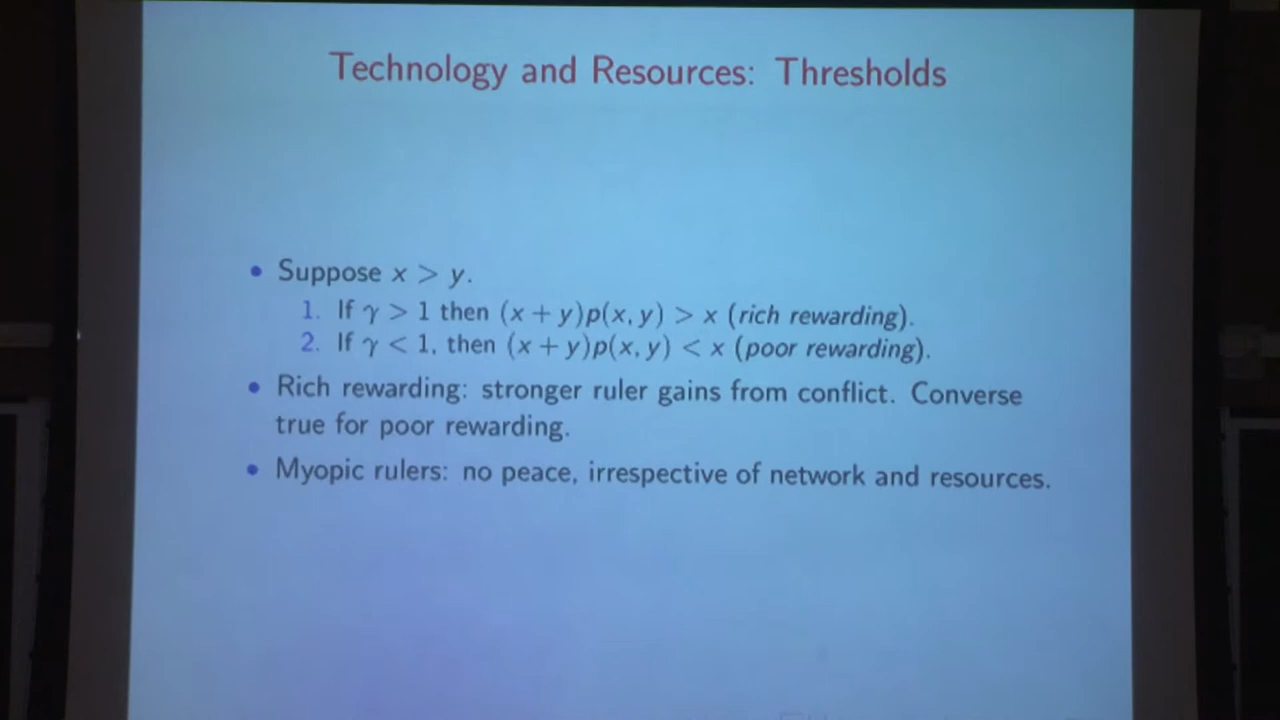 Technology and Resources: Thresholds
• Suppose x > y.
1. If γ > 1 then (x + y)p(x, y) > x (rich rewarding).
2. If γ < 1, then (x + y)p(x, y) < x (poor rewarding).
• Rich rewarding: stronger ruler gains from conflict. Converse
true for poor rewarding.
• Myopic rulers: no peace, irrespective of network and resources.